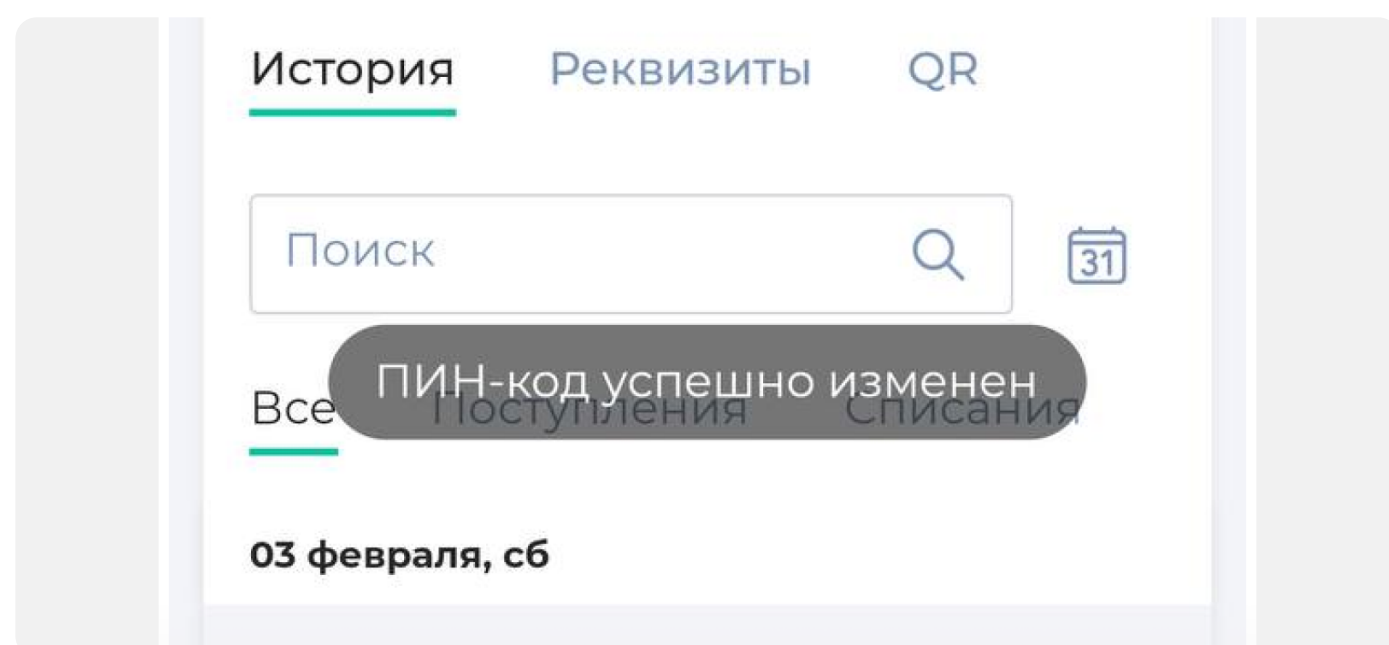 История Реквизиты QR
Поиск
31
ПИН-код успешно изменен
Все Поступления Списания
03 февраля, сб